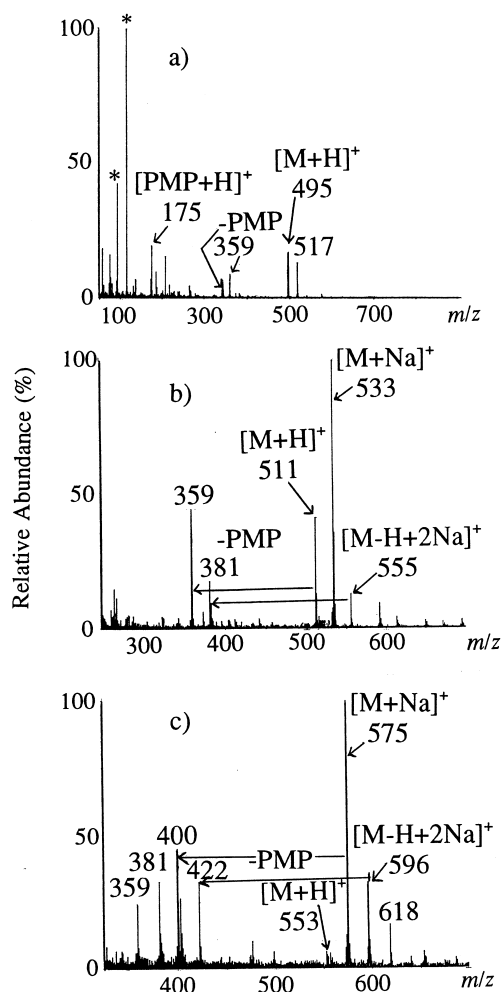 Relative Abundance (%)
100
*
a)
50
*
[PMP+H]⁺
175
-PMP
359
[M+H]⁺
495
517
0
100
300
500
700
m/z
100
b)
[M+Na]⁺
533
[M+H]⁺
511
50
359
-PMP
381
[M-H+2Na]⁺
555
0
300
400
500
600
m/z
100
c)
[M+Na]⁺
575
50
400
-PMP
[M-H+2Na]⁺
596
381
422
359
[M+H]⁺
553
618
0
400
500
600
m/z